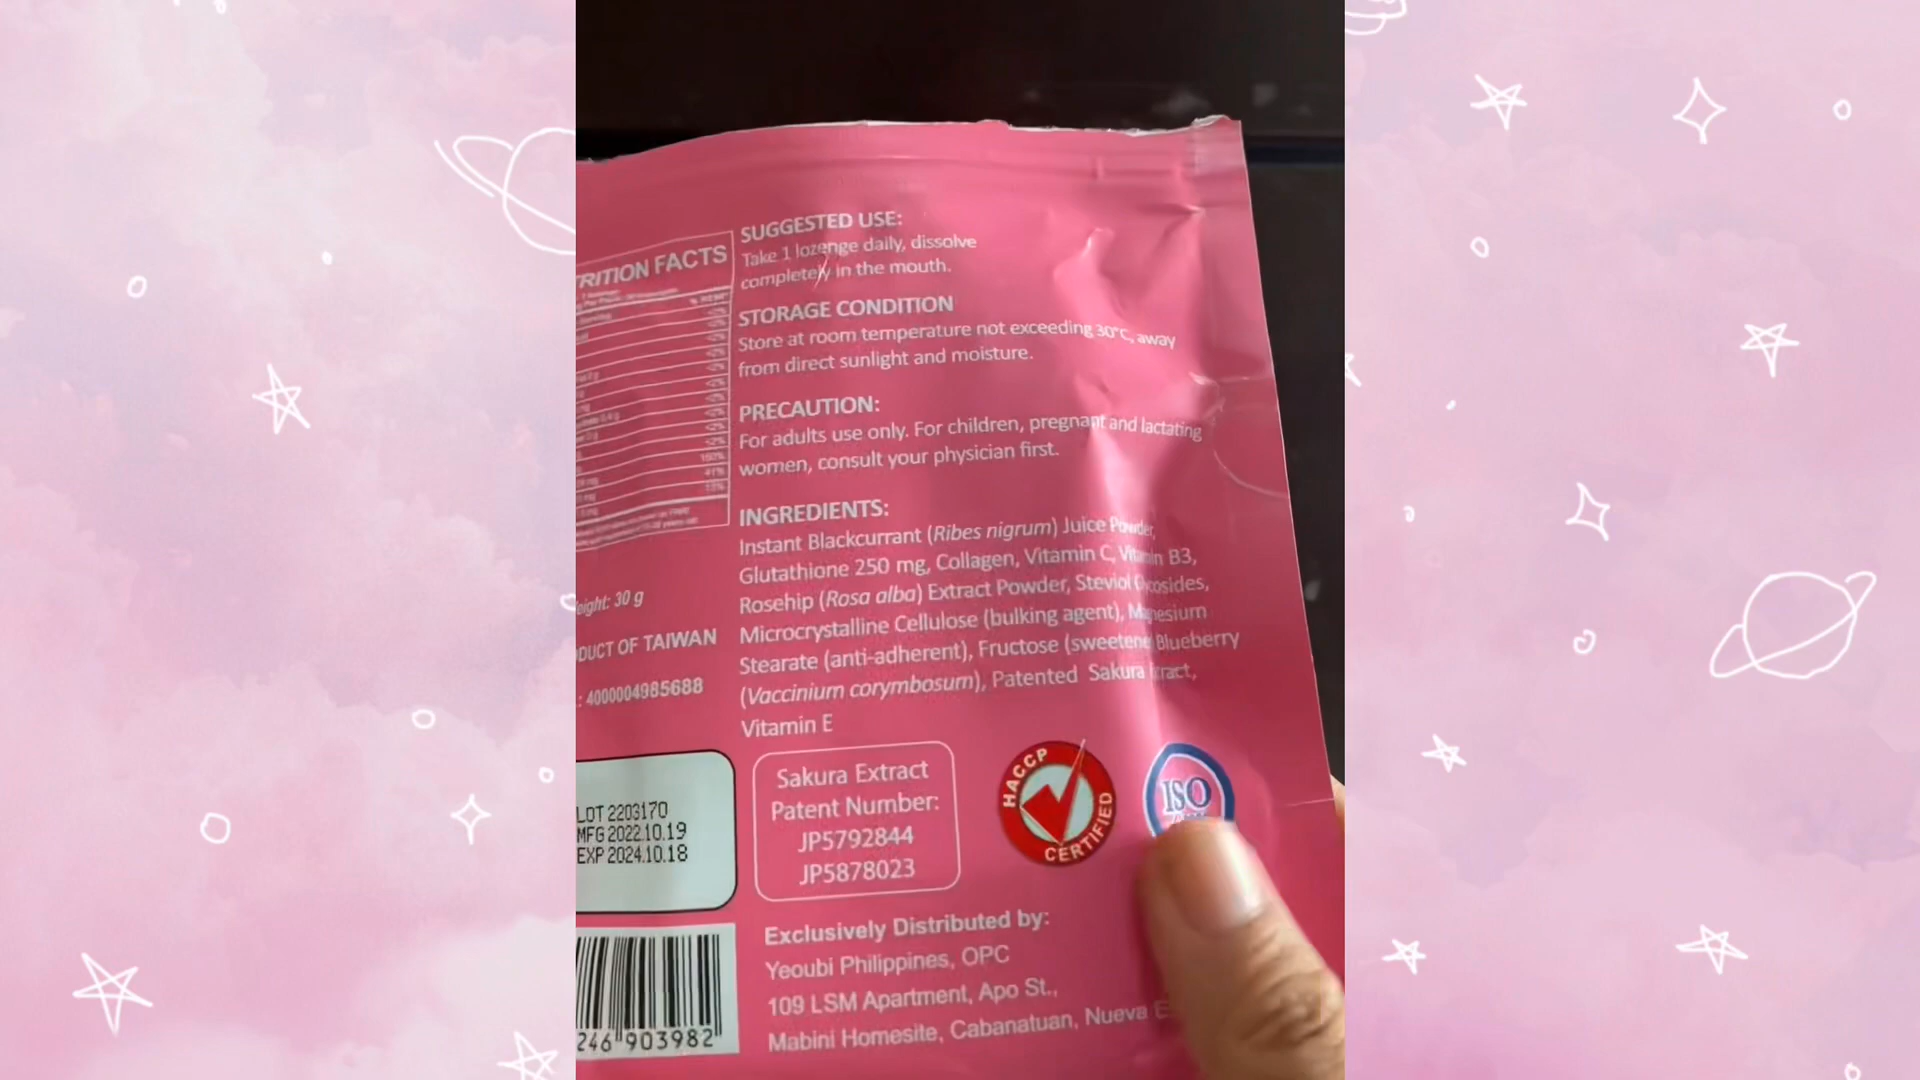 TRITION FACTS
100%
eight: 30 g
DUCT OF TAIWAN
: 4000004985688
LOT 2203170
MFG 2022.10.19
EXP 2024.10.18
246 903982
SUGGESTED USE:
Take 1 lozenge daily, dissolve
completely in the mouth.
STORAGE CONDITION
Store at room temperature not exceeding 30°C, away
from direct sunlight and moisture.
PRECAUTION:
For adults use only. For children, pregnant and lactating
women, consult your physician first.
INGREDIENTS:
Instant Blackcurrant (Ribes nigrum) Juice Powder,
Glutathione 250 mg, Collagen, Vitamin C, Vitamin B3,
Rosehip (Rosa alba) Extract Powder, Steviol Glycosides,
Microcrystalline Cellulose (bulking agent), Magnesium
Stearate (anti-adherent), Fructose (sweetene Blueberry
(Vaccinium corymbosum), Patented Sakura Extract,
Vitamin E
Sakura Extract
Patent Number:
JP5792844
JP5878023
HACCP
CERTIFIED
ISO
Exclusively Distributed by:
Yeoubi Philippines, OPC
109 LSM Apartment, Apo St.,
Mabini Homesite, Cabanatuan, Nueva E